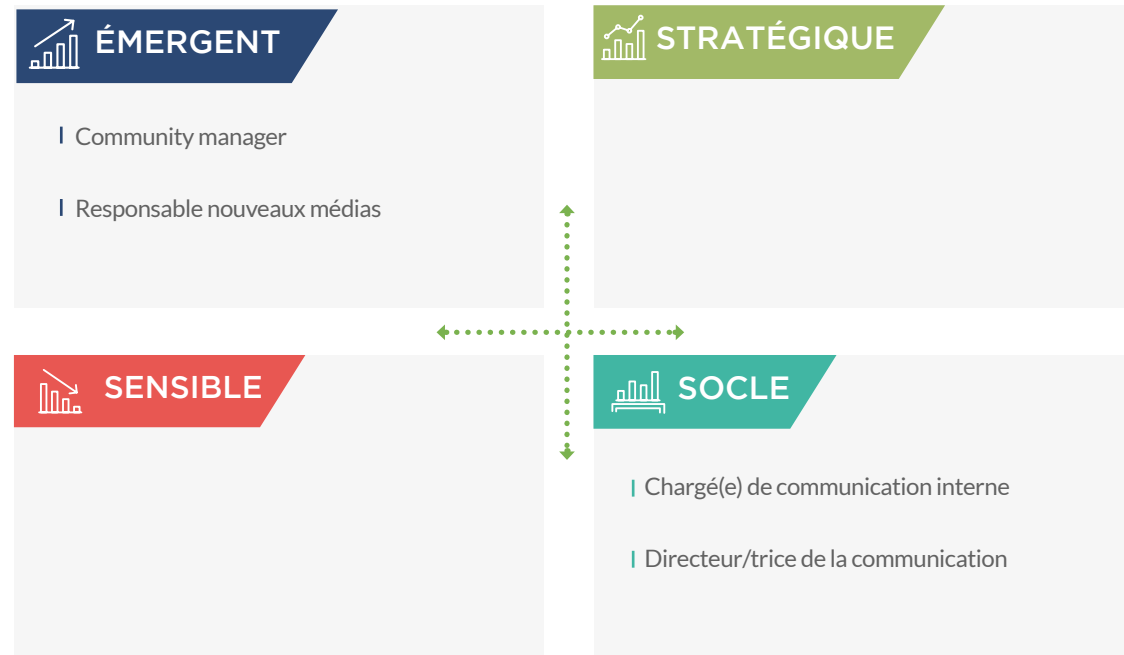 ÉMERGENT
Community manager
Responsable nouveaux médias
STRATÉGIQUE
SENSIBLE
SOCLE
Chargé(e) de communication interne
Directeur/trice de la communication